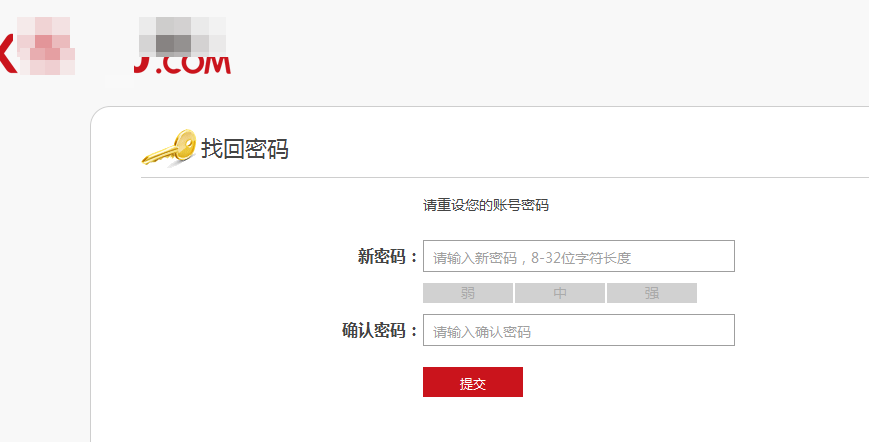 .COM
找回密码
请重设您的账号密码
新密码：
请输入新密码，8-32位字符长度
弱 中 强
确认密码：
请输入确认密码
提交